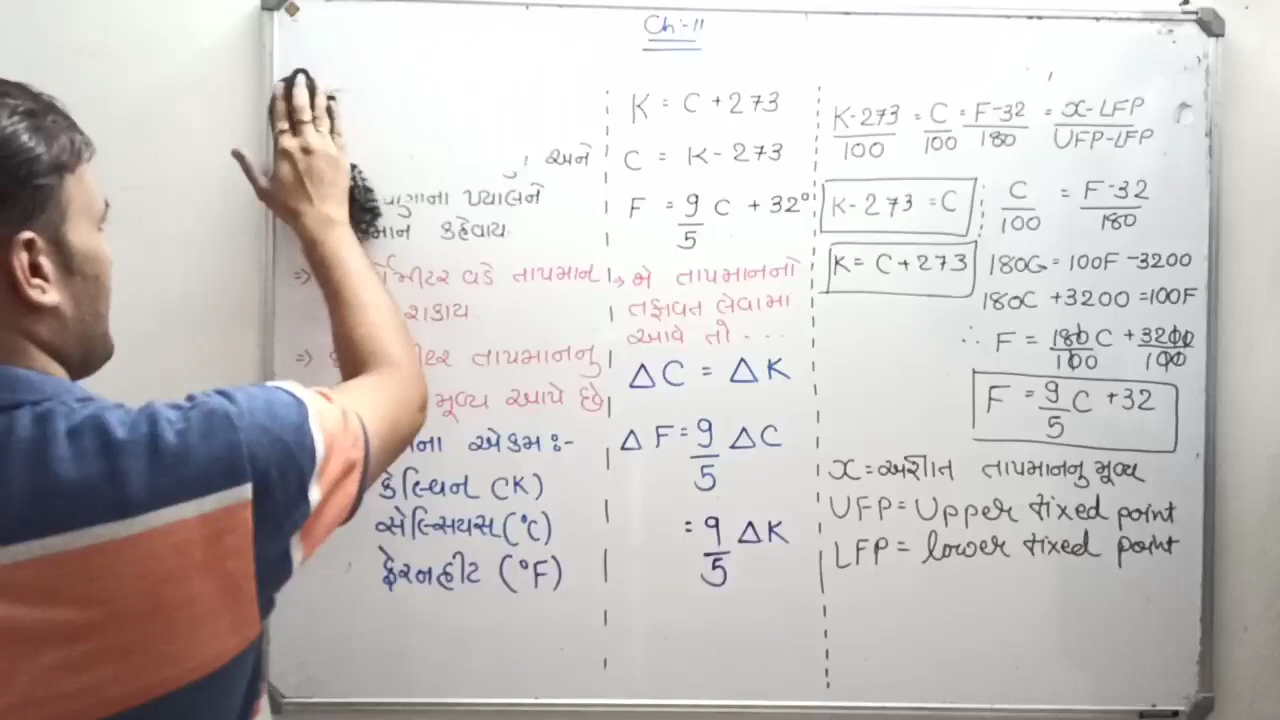 Ch:-11
અને
ખ્યાલને
કહેવાય.
=> વડે તાપમાન
શકાય.
=> તાપમાનનુ
મૂલ્ય આપે છે
એકમ :-
કેલ્વિન (K)
સેલ્સિયસ (°C)
ફેરનહીટ (°F)
K = C + 273
C = K - 273
F = 9/5 C + 32°
→ બે તાપમાનનો
તફાવત લેવામા
આવે તો ...
ΔC = ΔK
ΔF = 9/5 ΔC
= 9/5 ΔK
K-273/100 = C/100 = F-32/180 = x-LFP/UFP-LFP
K-273 = C
K = C+273
C/100 = F-32/180
180C = 100F - 3200
180C + 3200 = 100F
∴ F = 180/100 C + 3200/100
F = 9/5 C + 32
x = અજ્ઞાત તાપમાનનુ મૂલ્ય
UFP = Upper fixed point
LFP = lower fixed point